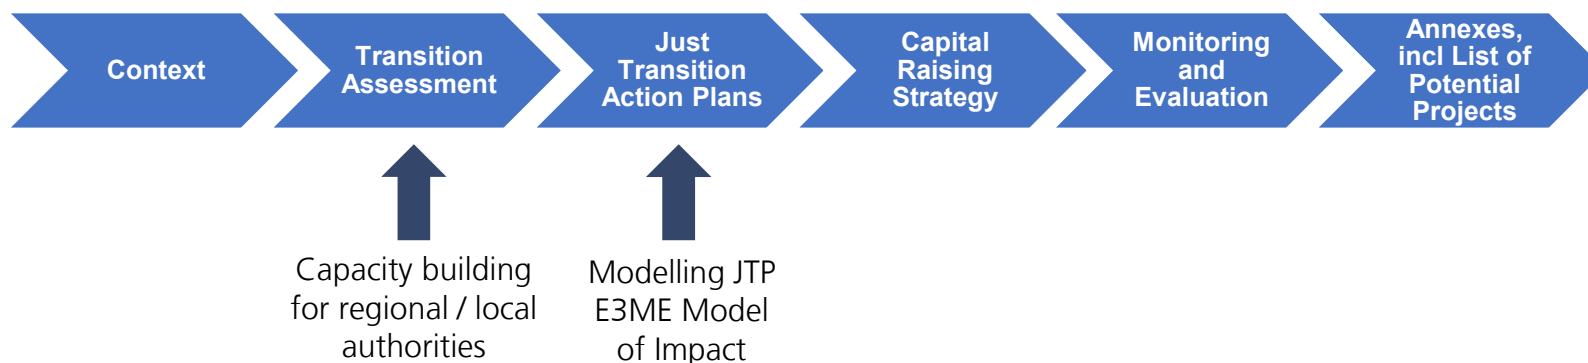 Context
Transition
Assessment
Just
Transition
Action Plans
Capital
Raising
Strategy
Monitoring
and
Evaluation
Annexes,
incl List of
Potential
Projects
Capacity building
for regional / local
authorities
Modelling JTP
E3ME Model
of Impact